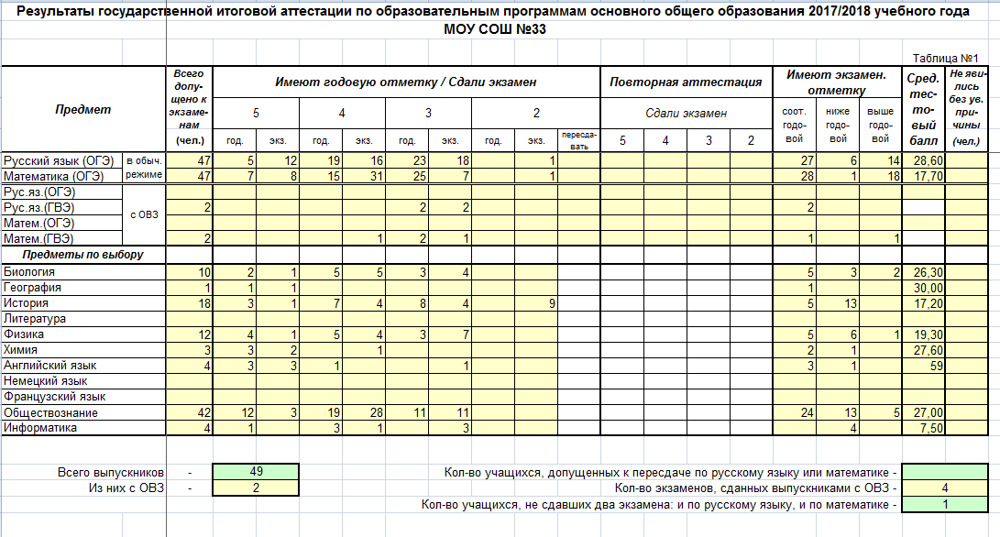 Результаты государственной итоговой аттестации по образовательным программам основного общего образования 2017/2018 учебного года
МОУ СОШ №33
Таблица №1
Предмет Всего допу-щено к экзаме-нам (чел.) Имеют годовую отметку / Сдали экзамен Повторная аттестация Имеют экзамен. отметку Сред. тес-то-вый балл Не яви-лись без ув. при-чины (чел.)
5 4 3 2 Сдали экзамен соот. годо-вой ниже годо-вой выше годо-вой
год. экз. год. экз. год. экз. год. экз. пересда-вать 5 4 3 2
Русский язык (ОГЭ) в обыч. режиме 47 5 12 19 16 23 18 1 27 6 14 28,60
Математика (ОГЭ) 47 7 8 15 31 25 7 1 28 1 18 17,70
Рус.яз.(ОГЭ) с ОВЗ
Рус.яз.(ГВЭ) 2 2 2 2
Матем.(ОГЭ)
Матем.(ГВЭ) 2 1 2 1 1 1
Предметы по выбору
Биология 10 2 1 5 5 3 4 5 3 2 26,30
География 1 1 1 1 30,00
История 18 3 1 7 4 8 4 9 5 13 17,20
Литература
Физика 12 4 1 5 4 3 7 5 6 1 19,30
Химия 3 3 2 1 2 1 27,60
Английский язык 4 3 3 1 1 3 1 59
Немецкий язык
Французский язык
Обществознание 42 12 3 19 28 11 11 24 13 5 27,00
Информатика 4 1 3 1 3 4 7,50
Всего выпускников - 49 Кол-во учащихся, допущенных к пересдаче по русскому языку или математике -
Из них с ОВЗ - 2 Кол-во экзаменов, сданных выпускниками с ОВЗ - 4
Кол-во учащихся, не сдавших два экзамена: и по русскому языку, и по математике - 1